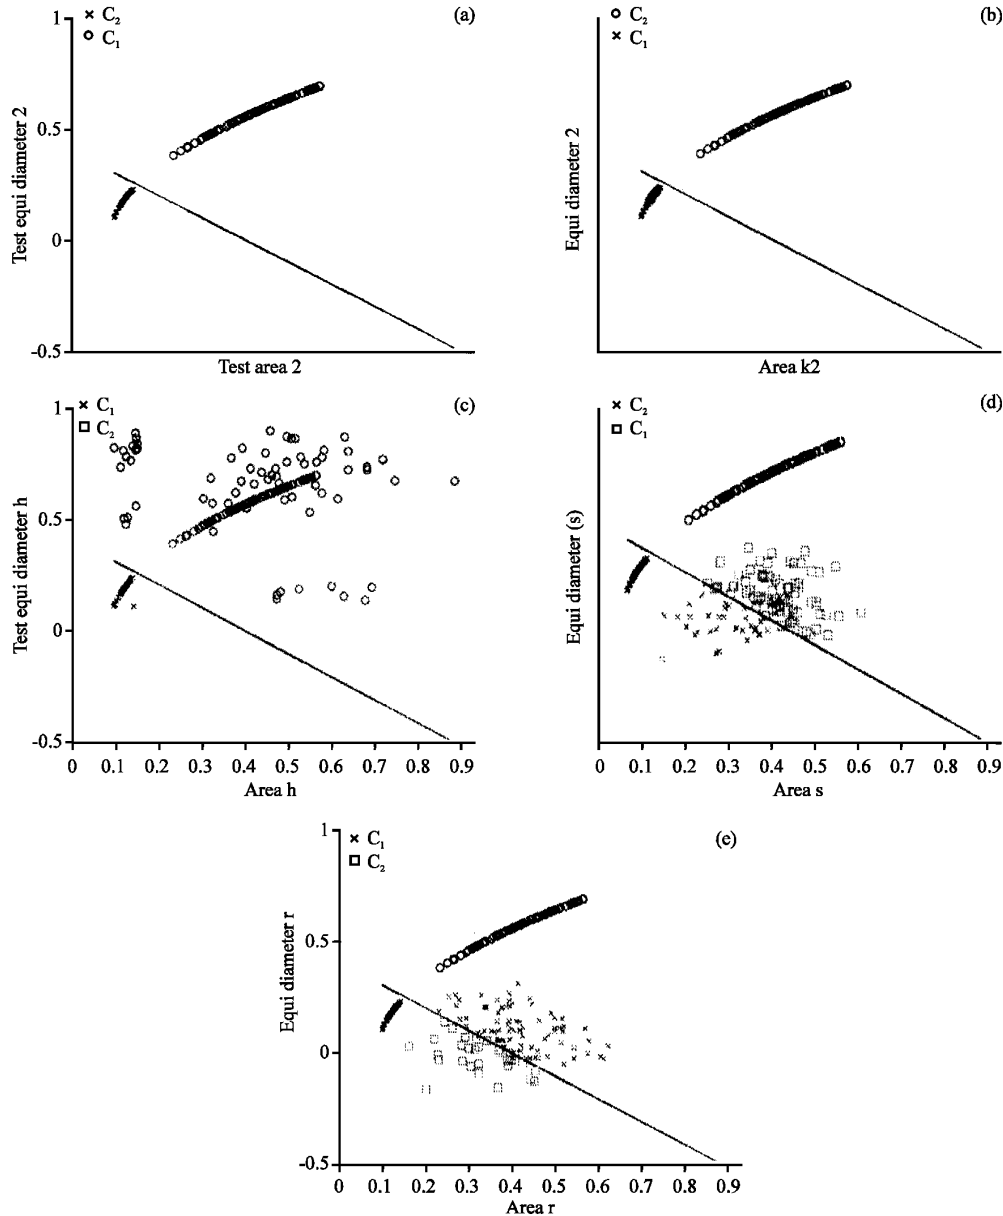 (a)
× C₂
○ C₁
1
0.5
0
-0.5
Test equi diameter 2
Test area 2
(b)
○ C₂
× C₁
Equi diameter 2
Area k2
(c)
× C₁
□ C₂
1
0.5
0
-0.5
Test equi diameter h
0 0.1 0.2 0.3 0.4 0.5 0.6 0.7 0.8 0.9
Area h
(d)
× C₂
□ C₁
Equi diameter (s)
0 0.1 0.2 0.3 0.4 0.5 0.6 0.7 0.8 0.9
Area s
(e)
× C₁
□ C₂
1
0.5
0
-0.5
Equi diameter r
0 0.1 0.2 0.3 0.4 0.5 0.6 0.7 0.8 0.9
Area r